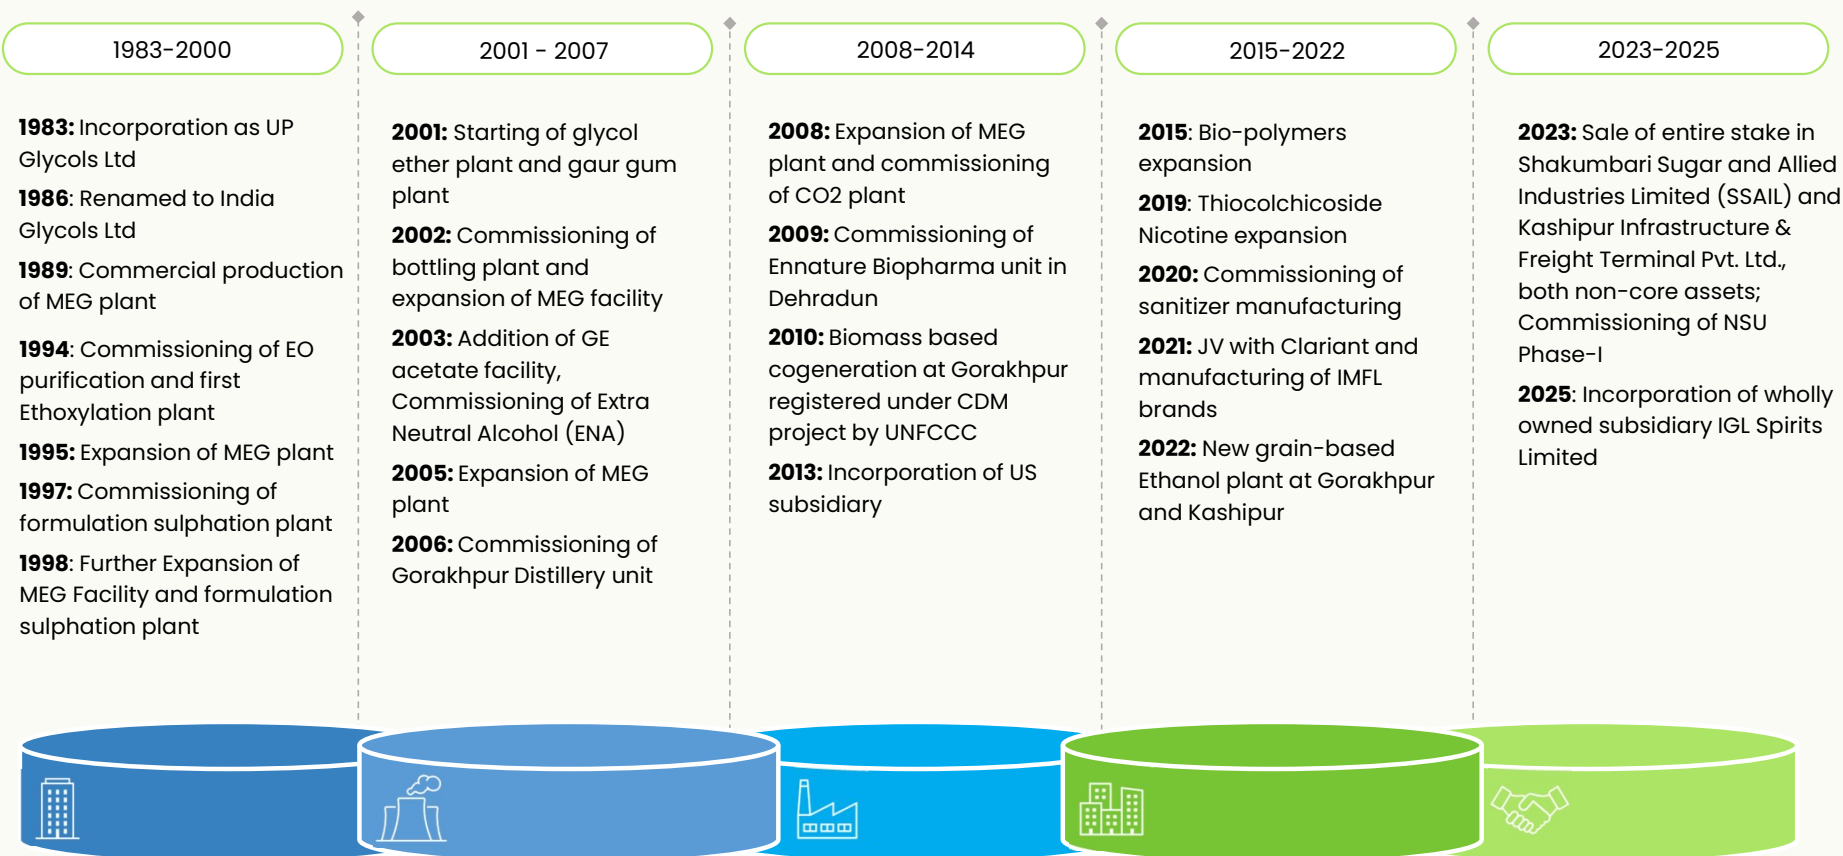 1983-2000
1983: Incorporation as UP
Glycols Ltd
1986: Renamed to India
Glycols Ltd
1989: Commercial production
of MEG plant
1994: Commissioning of EO
purification and first
Ethoxylation plant
1995: Expansion of MEG plant
1997: Commissioning of
formulation sulphation plant
1998: Further Expansion of
MEG Facility and formulation
sulphation plant
2001 - 2007
2001: Starting of glycol
ether plant and gaur gum
plant
2002: Commissioning of
bottling plant and
expansion of MEG facility
2003: Addition of GE
acetate facility,
Commissioning of Extra
Neutral Alcohol (ENA)
2005: Expansion of MEG
plant
2006: Commissioning of
Gorakhpur Distillery unit
2008-2014
2008: Expansion of MEG
plant and commissioning
of CO2 plant
2009: Commissioning of
Ennature Biopharma unit in
Dehradun
2010: Biomass based
cogeneration at Gorakhpur
registered under CDM
project by UNFCCC
2013: Incorporation of US
subsidiary
2015-2022
2015: Bio-polymers
expansion
2019: Thiocolchicoside
Nicotine expansion
2020: Commissioning of
sanitizer manufacturing
2021: JV with Clariant and
manufacturing of IMFL
brands
2022: New grain-based
Ethanol plant at Gorakhpur
and Kashipur
2023-2025
2023: Sale of entire stake in
Shakumbari Sugar and Allied
Industries Limited (SSAIL) and
Kashipur Infrastructure &
Freight Terminal Pvt. Ltd.,
both non-core assets;
Commissioning of NSU
Phase-I
2025: Incorporation of wholly
owned subsidiary IGL Spirits
Limited